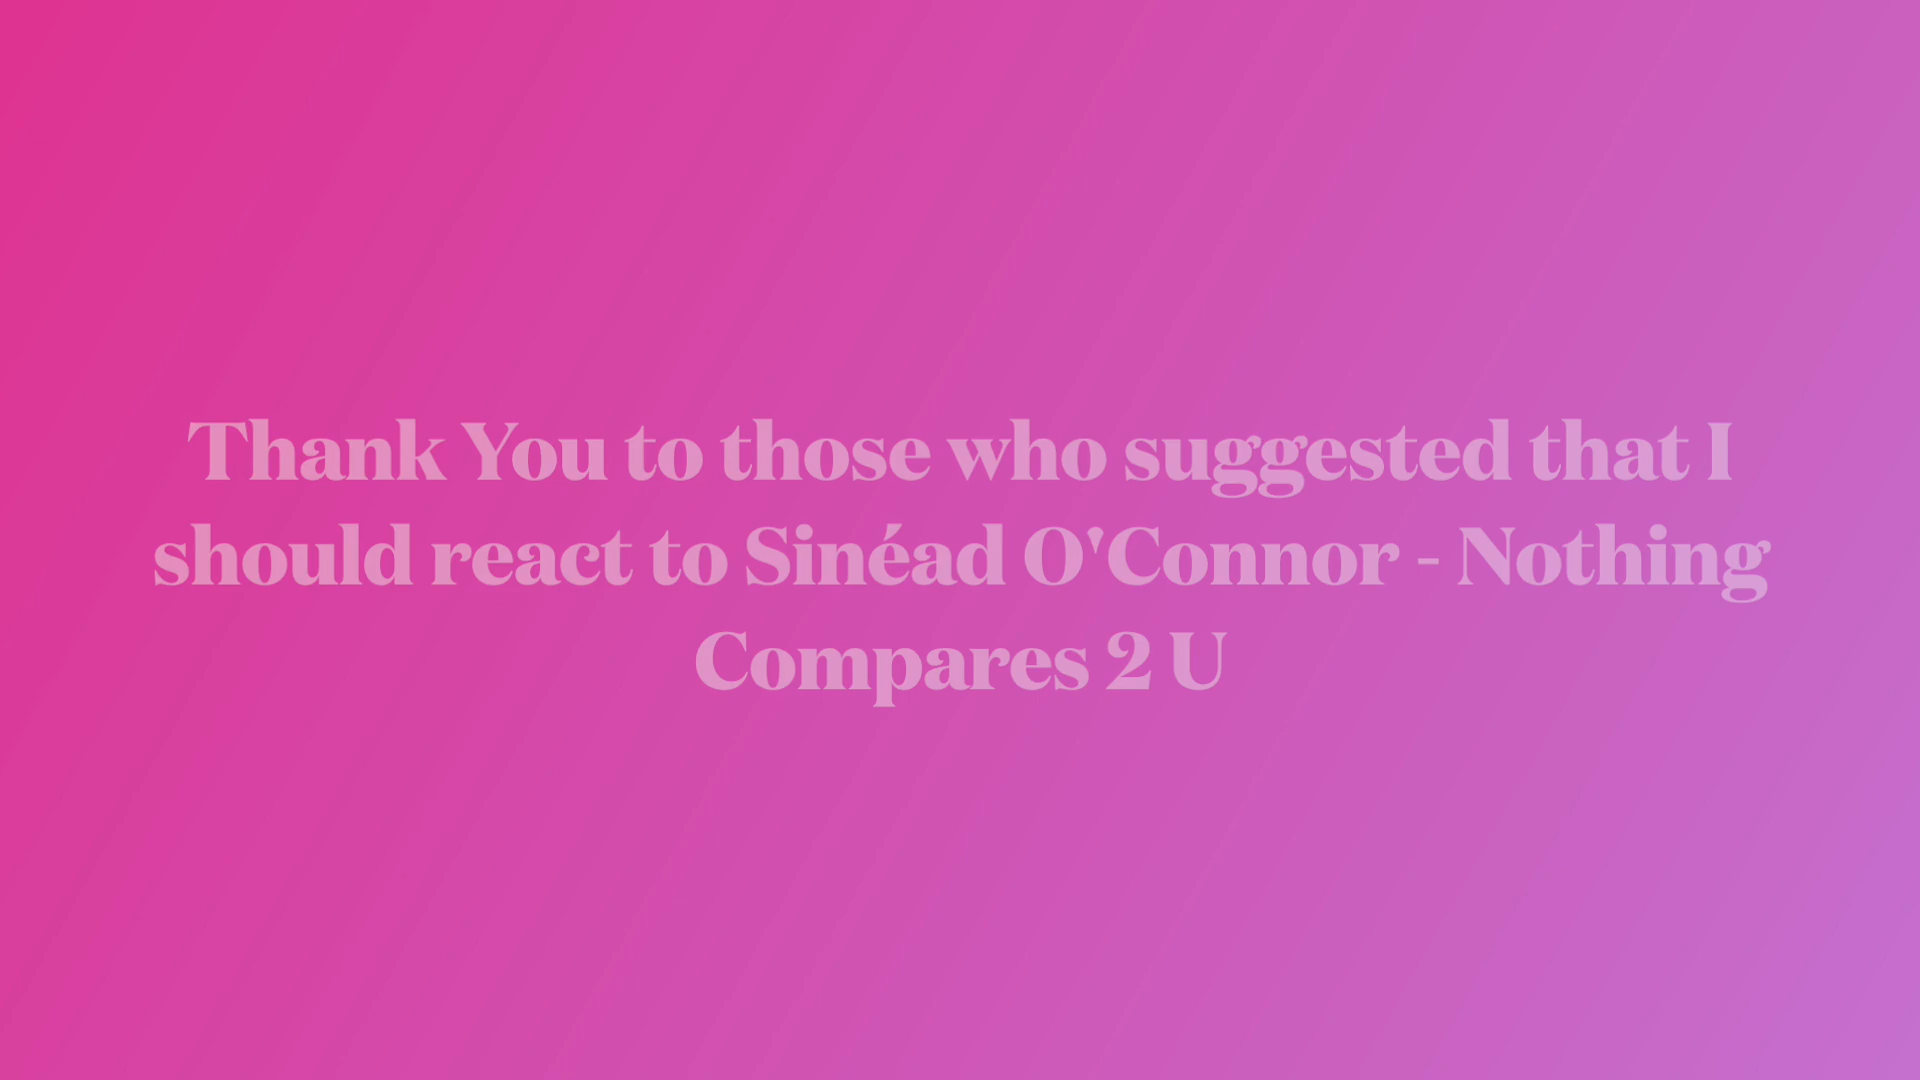 Thank You to those who suggested that I
should react to Sinéad O'Connor - Nothing
Compares 2 U